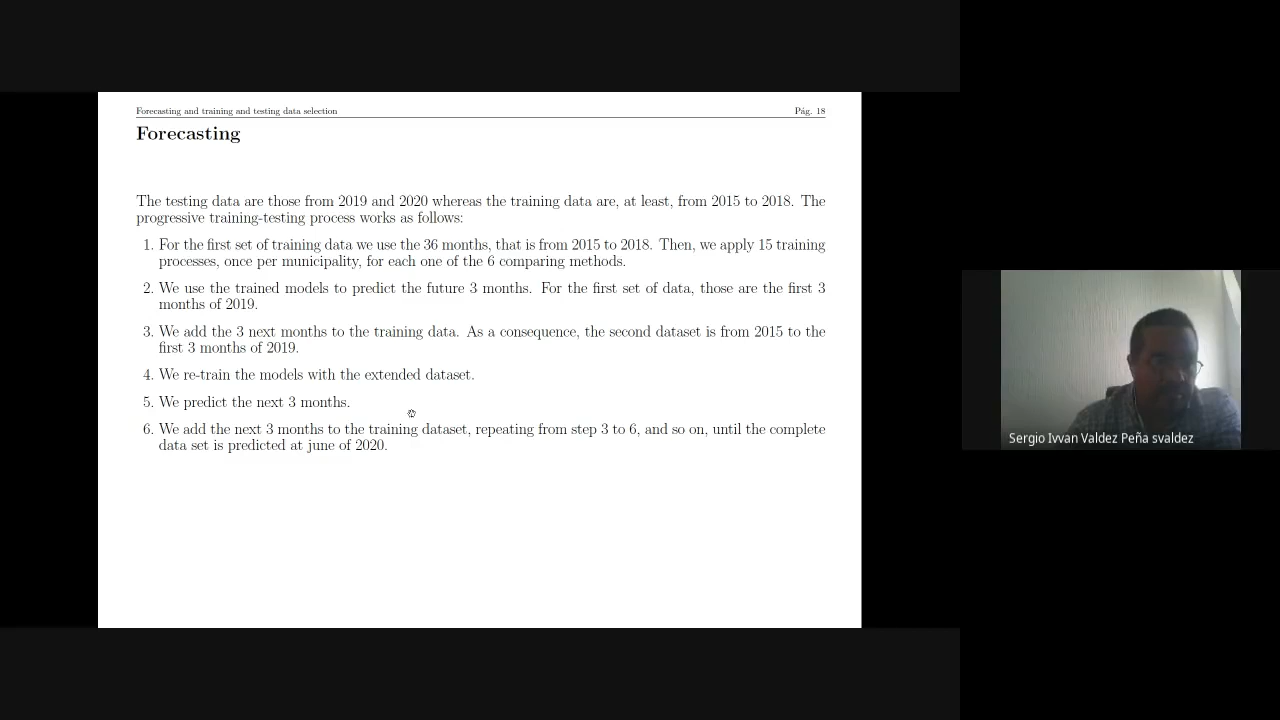 Forecasting and training and testing data selection Pág. 18
Forecasting
The testing data are those from 2019 and 2020 whereas the training data are, at least, from 2015 to 2018. The
progressive training-testing process works as follows:
1. For the first set of training data we use the 36 months, that is from 2015 to 2018. Then, we apply 15 training
processes, once per municipality, for each one of the 6 comparing methods.
2. We use the trained models to predict the future 3 months. For the first set of data, those are the first 3
months of 2019.
3. We add the 3 next months to the training data. As a consequence, the second dataset is from 2015 to the
first 3 months of 2019.
4. We re-train the models with the extended dataset.
5. We predict the next 3 months.
6. We add the next 3 months to the training dataset, repeating from step 3 to 6, and so on, until the complete
data set is predicted at june of 2020.
Sergio Ivvan Valdez Peña svaldez